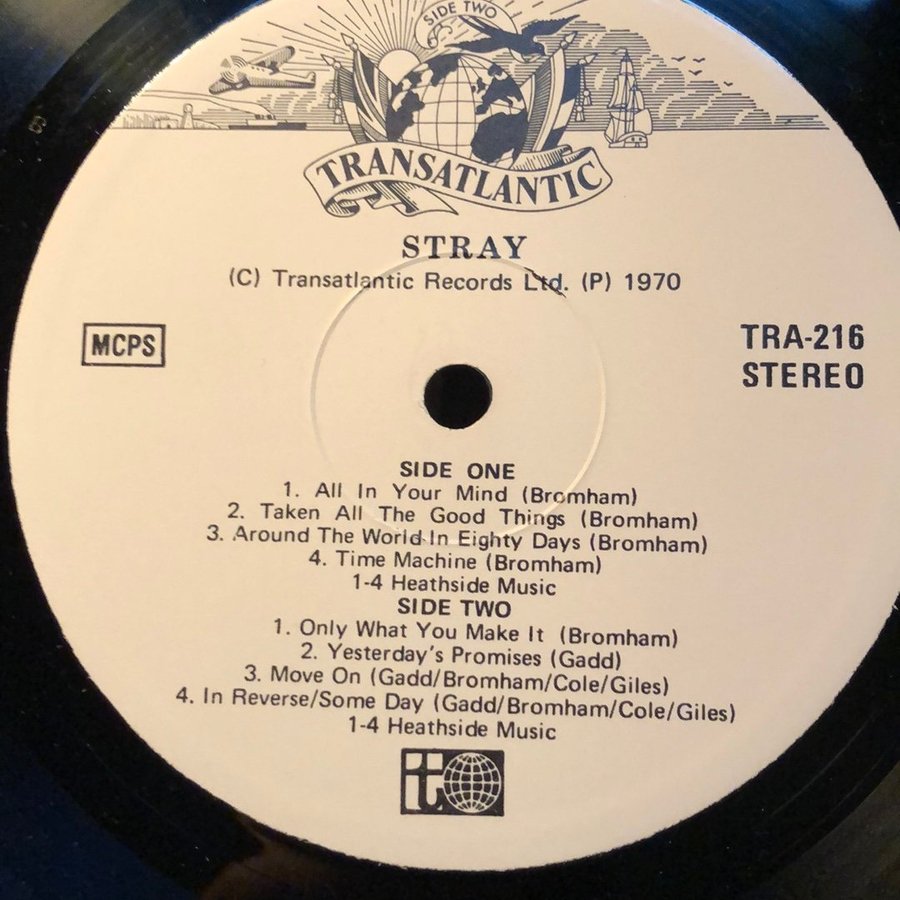 SIDE TWO
TRANSATLANTIC
STRAY
(C) Transatlantic Records Ltd. (P) 1970
MCPS
TRA-216
STEREO
SIDE ONE
1. All In Your Mind (Bromham)
2. Taken All The Good Things (Bromham)
3. Around The World In Eighty Days (Bromham)
4. Time Machine (Bromham)
1-4 Heathside Music
SIDE TWO
1. Only What You Make It (Bromham)
2. Yesterday's Promises (Gadd)
3. Move On (Gadd/Bromham/Cole/Giles)
4. In Reverse/Some Day (Gadd/Bromham/Cole/Giles)
1-4 Heathside Music
t